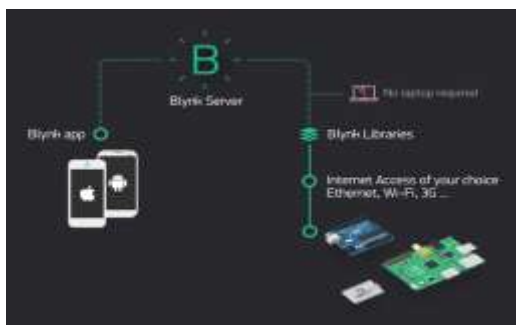 B
Blynk Server
No laptop required
Blynk app
Blynk Libraries
Internet Access of your choice
Ethernet, Wi-Fi, 3G ...